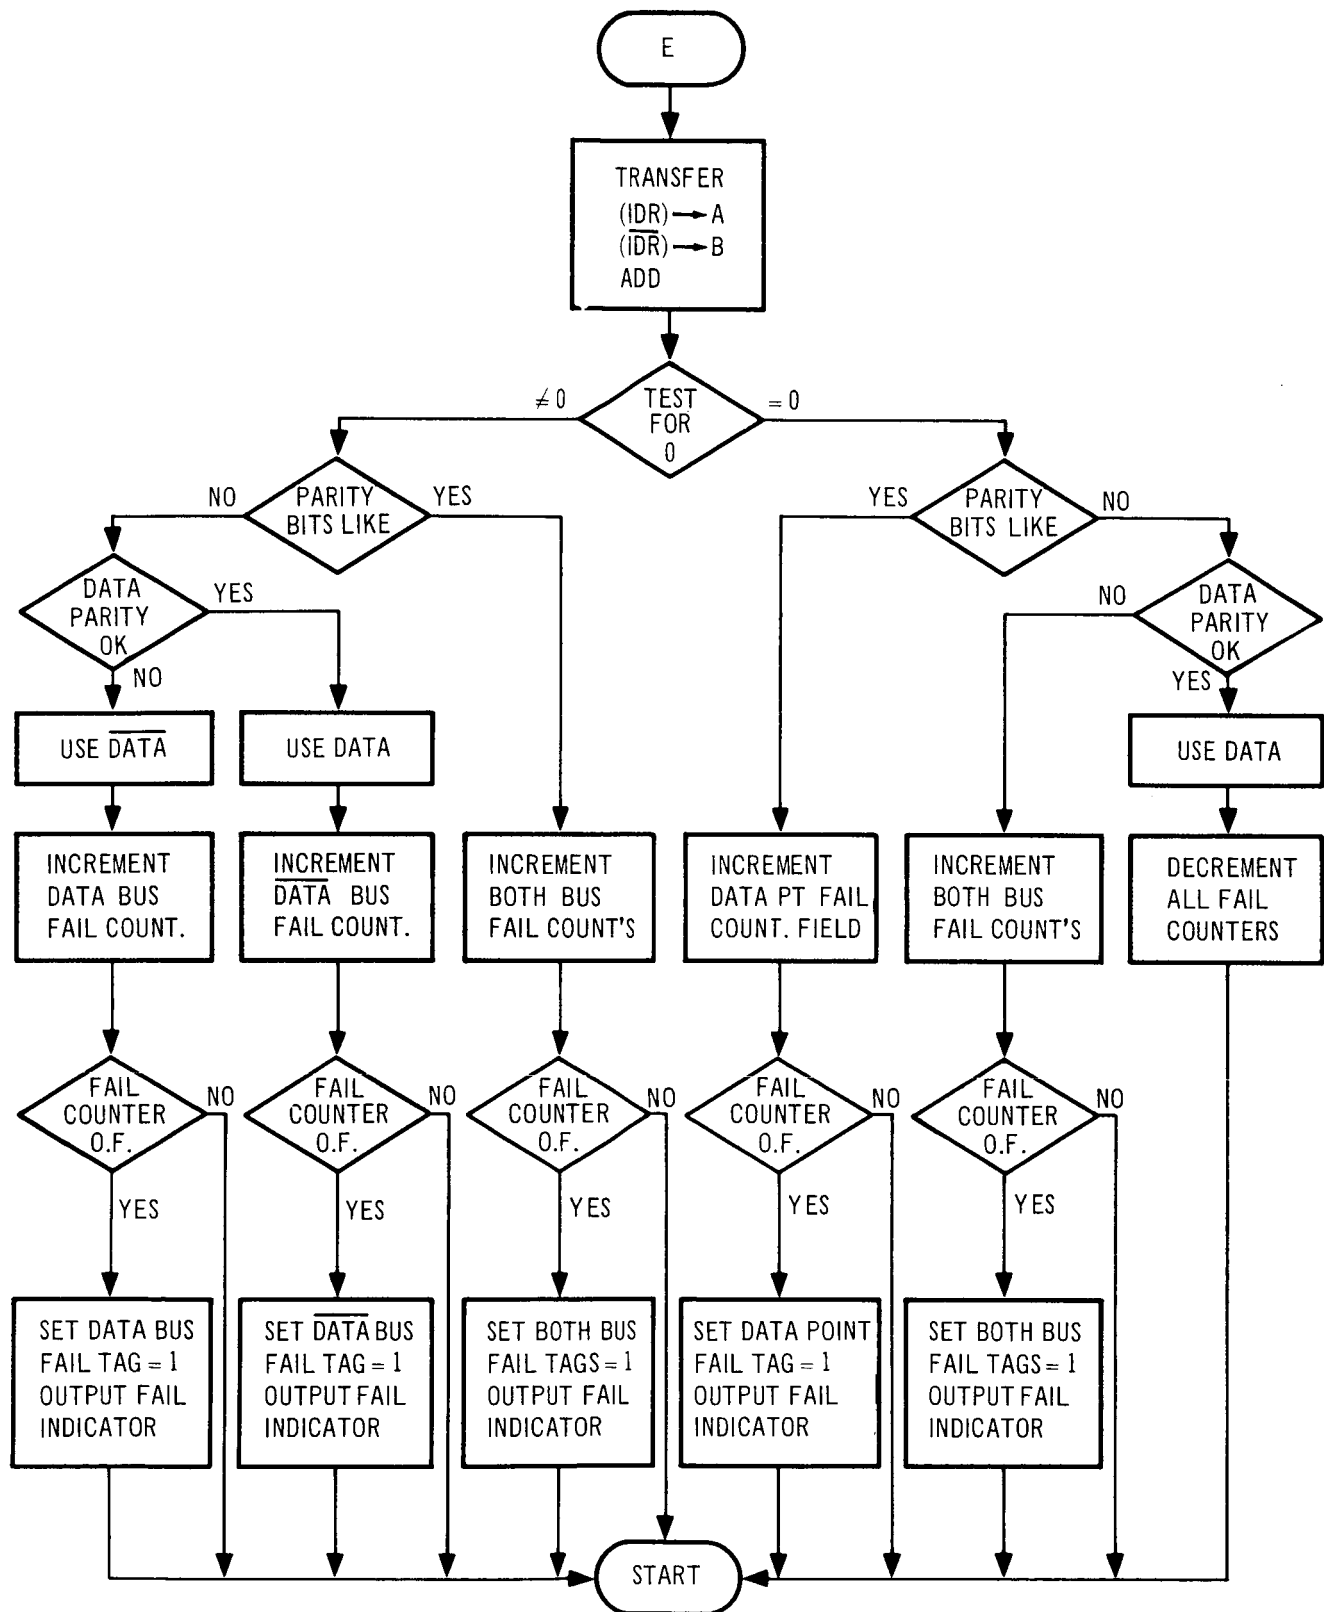 E
TRANSFER
(IDR) → A
(I̅D̅R̅) → B
ADD
≠ 0
TEST
FOR
0
= 0
NO
PARITY
BITS LIKE
YES
YES
PARITY
BITS LIKE
NO
DATA
PARITY
OK
YES
NO
NO
DATA
PARITY
OK
YES
USE D̅A̅T̅A̅
USE DATA
USE DATA
INCREMENT
DATA BUS
FAIL COUNT.
INCREMENT
D̅A̅T̅A̅ BUS
FAIL COUNT.
INCREMENT
BOTH BUS
FAIL COUNT'S
INCREMENT
DATA PT FAIL
COUNT. FIELD
INCREMENT
BOTH BUS
FAIL COUNT'S
DECREMENT
ALL FAIL
COUNTERS
FAIL
COUNTER
O.F.
NO
YES
FAIL
COUNTER
O.F.
NO
YES
FAIL
COUNTER
O.F.
NO
YES
FAIL
COUNTER
O.F.
NO
YES
FAIL
COUNTER
O.F.
NO
YES
SET DATA BUS
FAIL TAG = 1
OUTPUT FAIL
INDICATOR
SET D̅A̅T̅A̅ BUS
FAIL TAG = 1
OUTPUT FAIL
INDICATOR
SET BOTH BUS
FAIL TAGS = 1
OUTPUT FAIL
INDICATOR
SET DATA POINT
FAIL TAG = 1
OUTPUT FAIL
INDICATOR
SET BOTH BUS
FAIL TAGS = 1
OUTPUT FAIL
INDICATOR
START